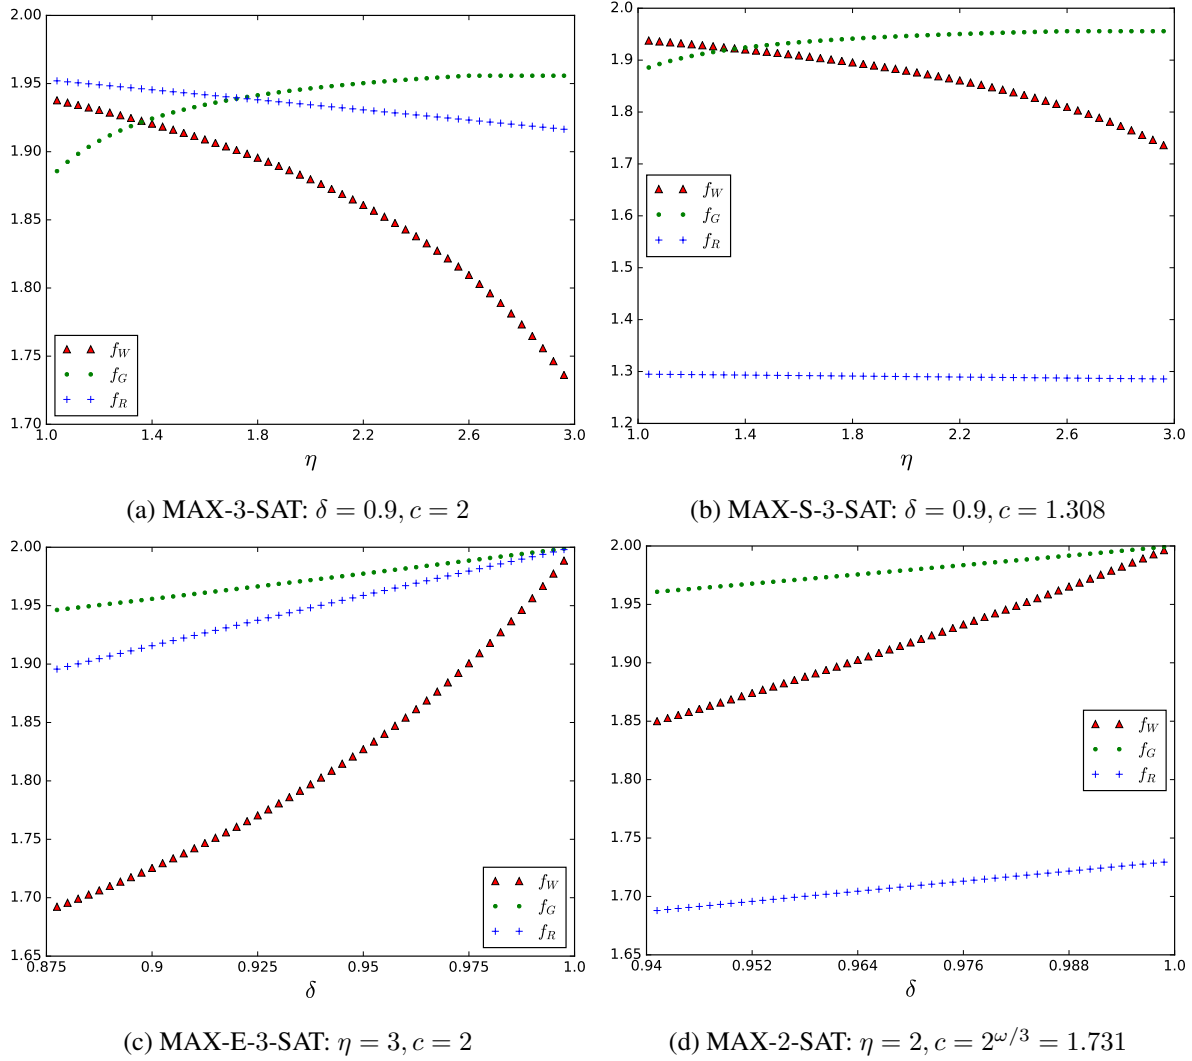 2.00
1.95
1.90
1.85
1.80
1.75
1.70
1.0 1.4 1.8 2.2 2.6 3.0
η
f_W
f_G
f_R
(a) MAX-3-SAT: δ = 0.9, c = 2
2.0
1.9
1.8
1.7
1.6
1.5
1.4
1.3
1.2
1.0 1.4 1.8 2.2 2.6 3.0
η
f_W
f_G
f_R
(b) MAX-S-3-SAT: δ = 0.9, c = 1.308
2.00
1.95
1.90
1.85
1.80
1.75
1.70
1.65
0.875 0.9 0.925 0.95 0.975 1.0
δ
f_W
f_G
f_R
(c) MAX-E-3-SAT: η = 3, c = 2
2.00
1.95
1.90
1.85
1.80
1.75
1.70
1.65
0.94 0.952 0.964 0.976 0.988 1.0
δ
f_W
f_G
f_R
(d) MAX-2-SAT: η = 2, c = 2^{ω/3} = 1.731